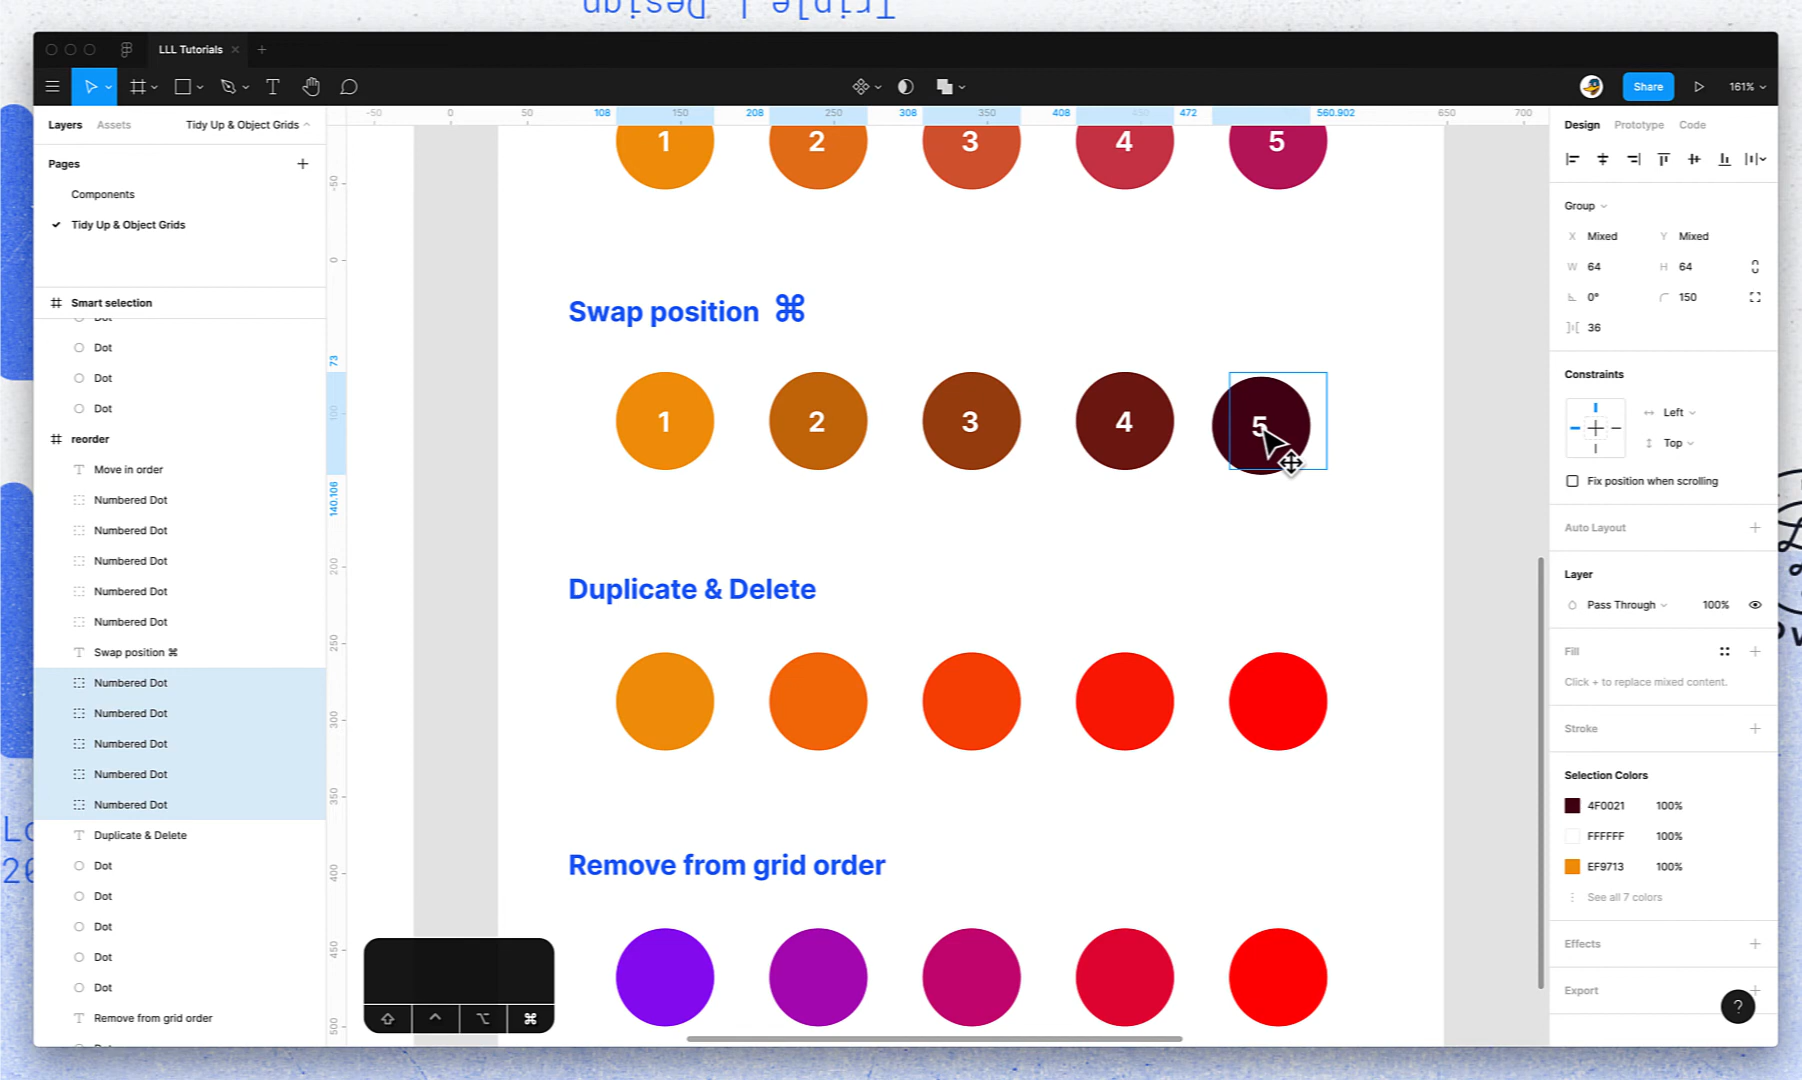 Triple L Design
LLL Tutorials
Share
161%
Layers
Assets
Tidy Up & Object Grids
Pages
Components
Tidy Up & Object Grids
Smart selection
Dot
Dot
Dot
Dot
reorder
Move in order
Numbered Dot
Numbered Dot
Numbered Dot
Numbered Dot
Numbered Dot
Swap position ⌘
Numbered Dot
Numbered Dot
Numbered Dot
Numbered Dot
Numbered Dot
Duplicate & Delete
Dot
Dot
Dot
Dot
Dot
Remove from grid order
-50 0 50 108 150 208 250 308 350 408 450 472 560.902 650 700
-50
0
73
100
140.106
200
250
300
350
400
450
500
1 2 3 4 5
Swap position ⌘
1 2 3 4 5
Duplicate & Delete
Remove from grid order
⇧ ⌃ ⌥ ⌘
Design Prototype Code
Group
X Mixed Y Mixed
W 64 H 64
0° 150
36
Constraints
Left
Top
Fix position when scrolling
Auto Layout
Layer
Pass Through 100%
Fill
Click + to replace mixed content.
Stroke
Selection Colors
4F0021 100%
FFFFFF 100%
EF9713 100%
See all 7 colors
Effects
Export
?